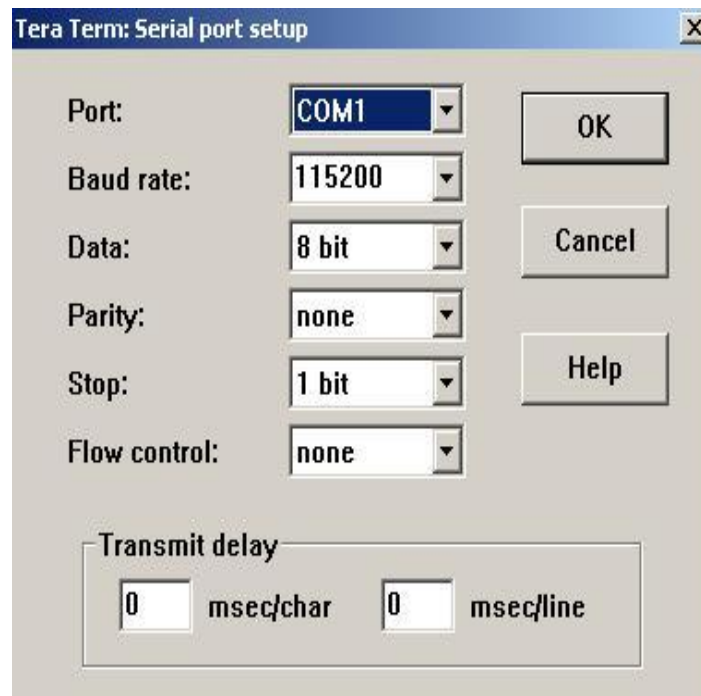 Tera Term: Serial port setup
Port: COM1 OK
Baud rate: 115200
Data: 8 bit Cancel
Parity: none
Stop: 1 bit Help
Flow control: none
Transmit delay
0 msec/char 0 msec/line